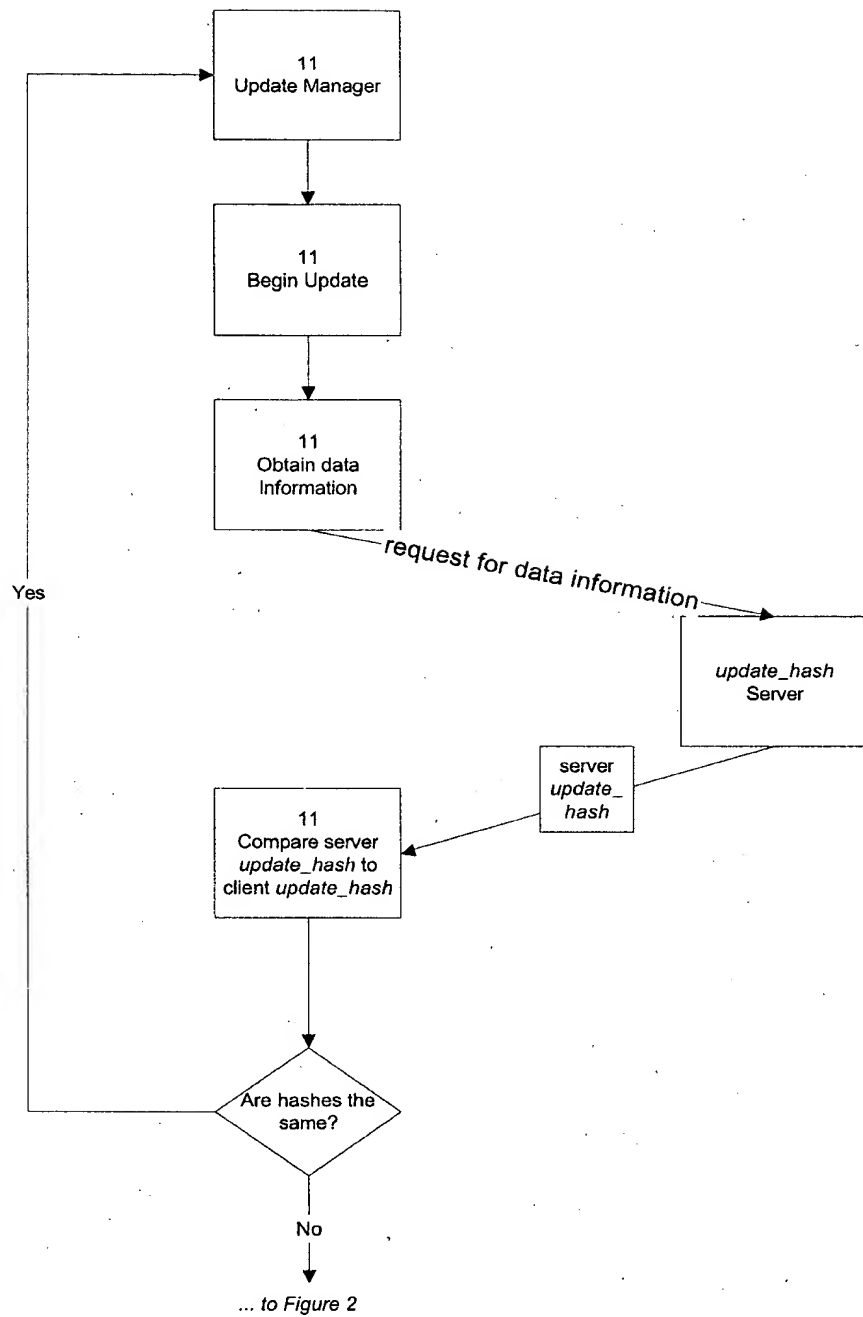 11
Update Manager
11
Begin Update
11
Obtain data
Information
request for data information
Yes
update_hash
Server
server
update_
hash
11
Compare server
update_hash to
client update_hash
Are hashes the
same?
No
... to Figure 2